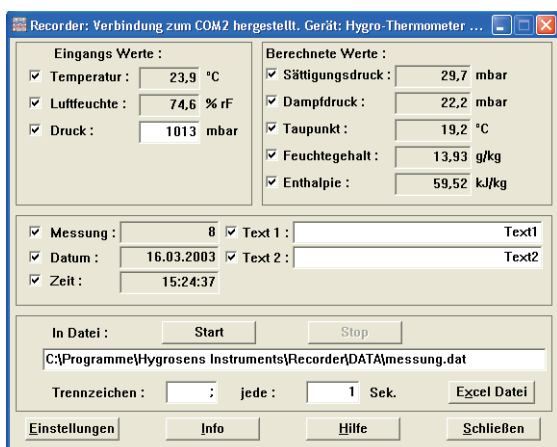 Recorder: Verbindung zum COM2 hergestellt. Gerät: Hygro-Thermometer ...
Eingangs Werte :
Temperatur : 23,9 °C
Luftfeuchte : 74,6 % rF
Druck : 1013 mbar
Berechnete Werte :
Sättigungsdruck : 29,7 mbar
Dampfdruck : 22,2 mbar
Taupunkt : 19,2 °C
Feuchtegehalt : 13,93 g/kg
Enthalpie : 59,52 kJ/kg
Messung : 8 Text 1 : Text1
Datum : 16.03.2003 Text 2 : Text2
Zeit : 15:24:37
In Datei : Start Stop
C:\Programme\Hygrosens Instruments\Recorder\DATA\messung.dat
Trennzeichen : ; jede : 1 Sek. Excel Datei
Einstellungen Info Hilfe Schließen